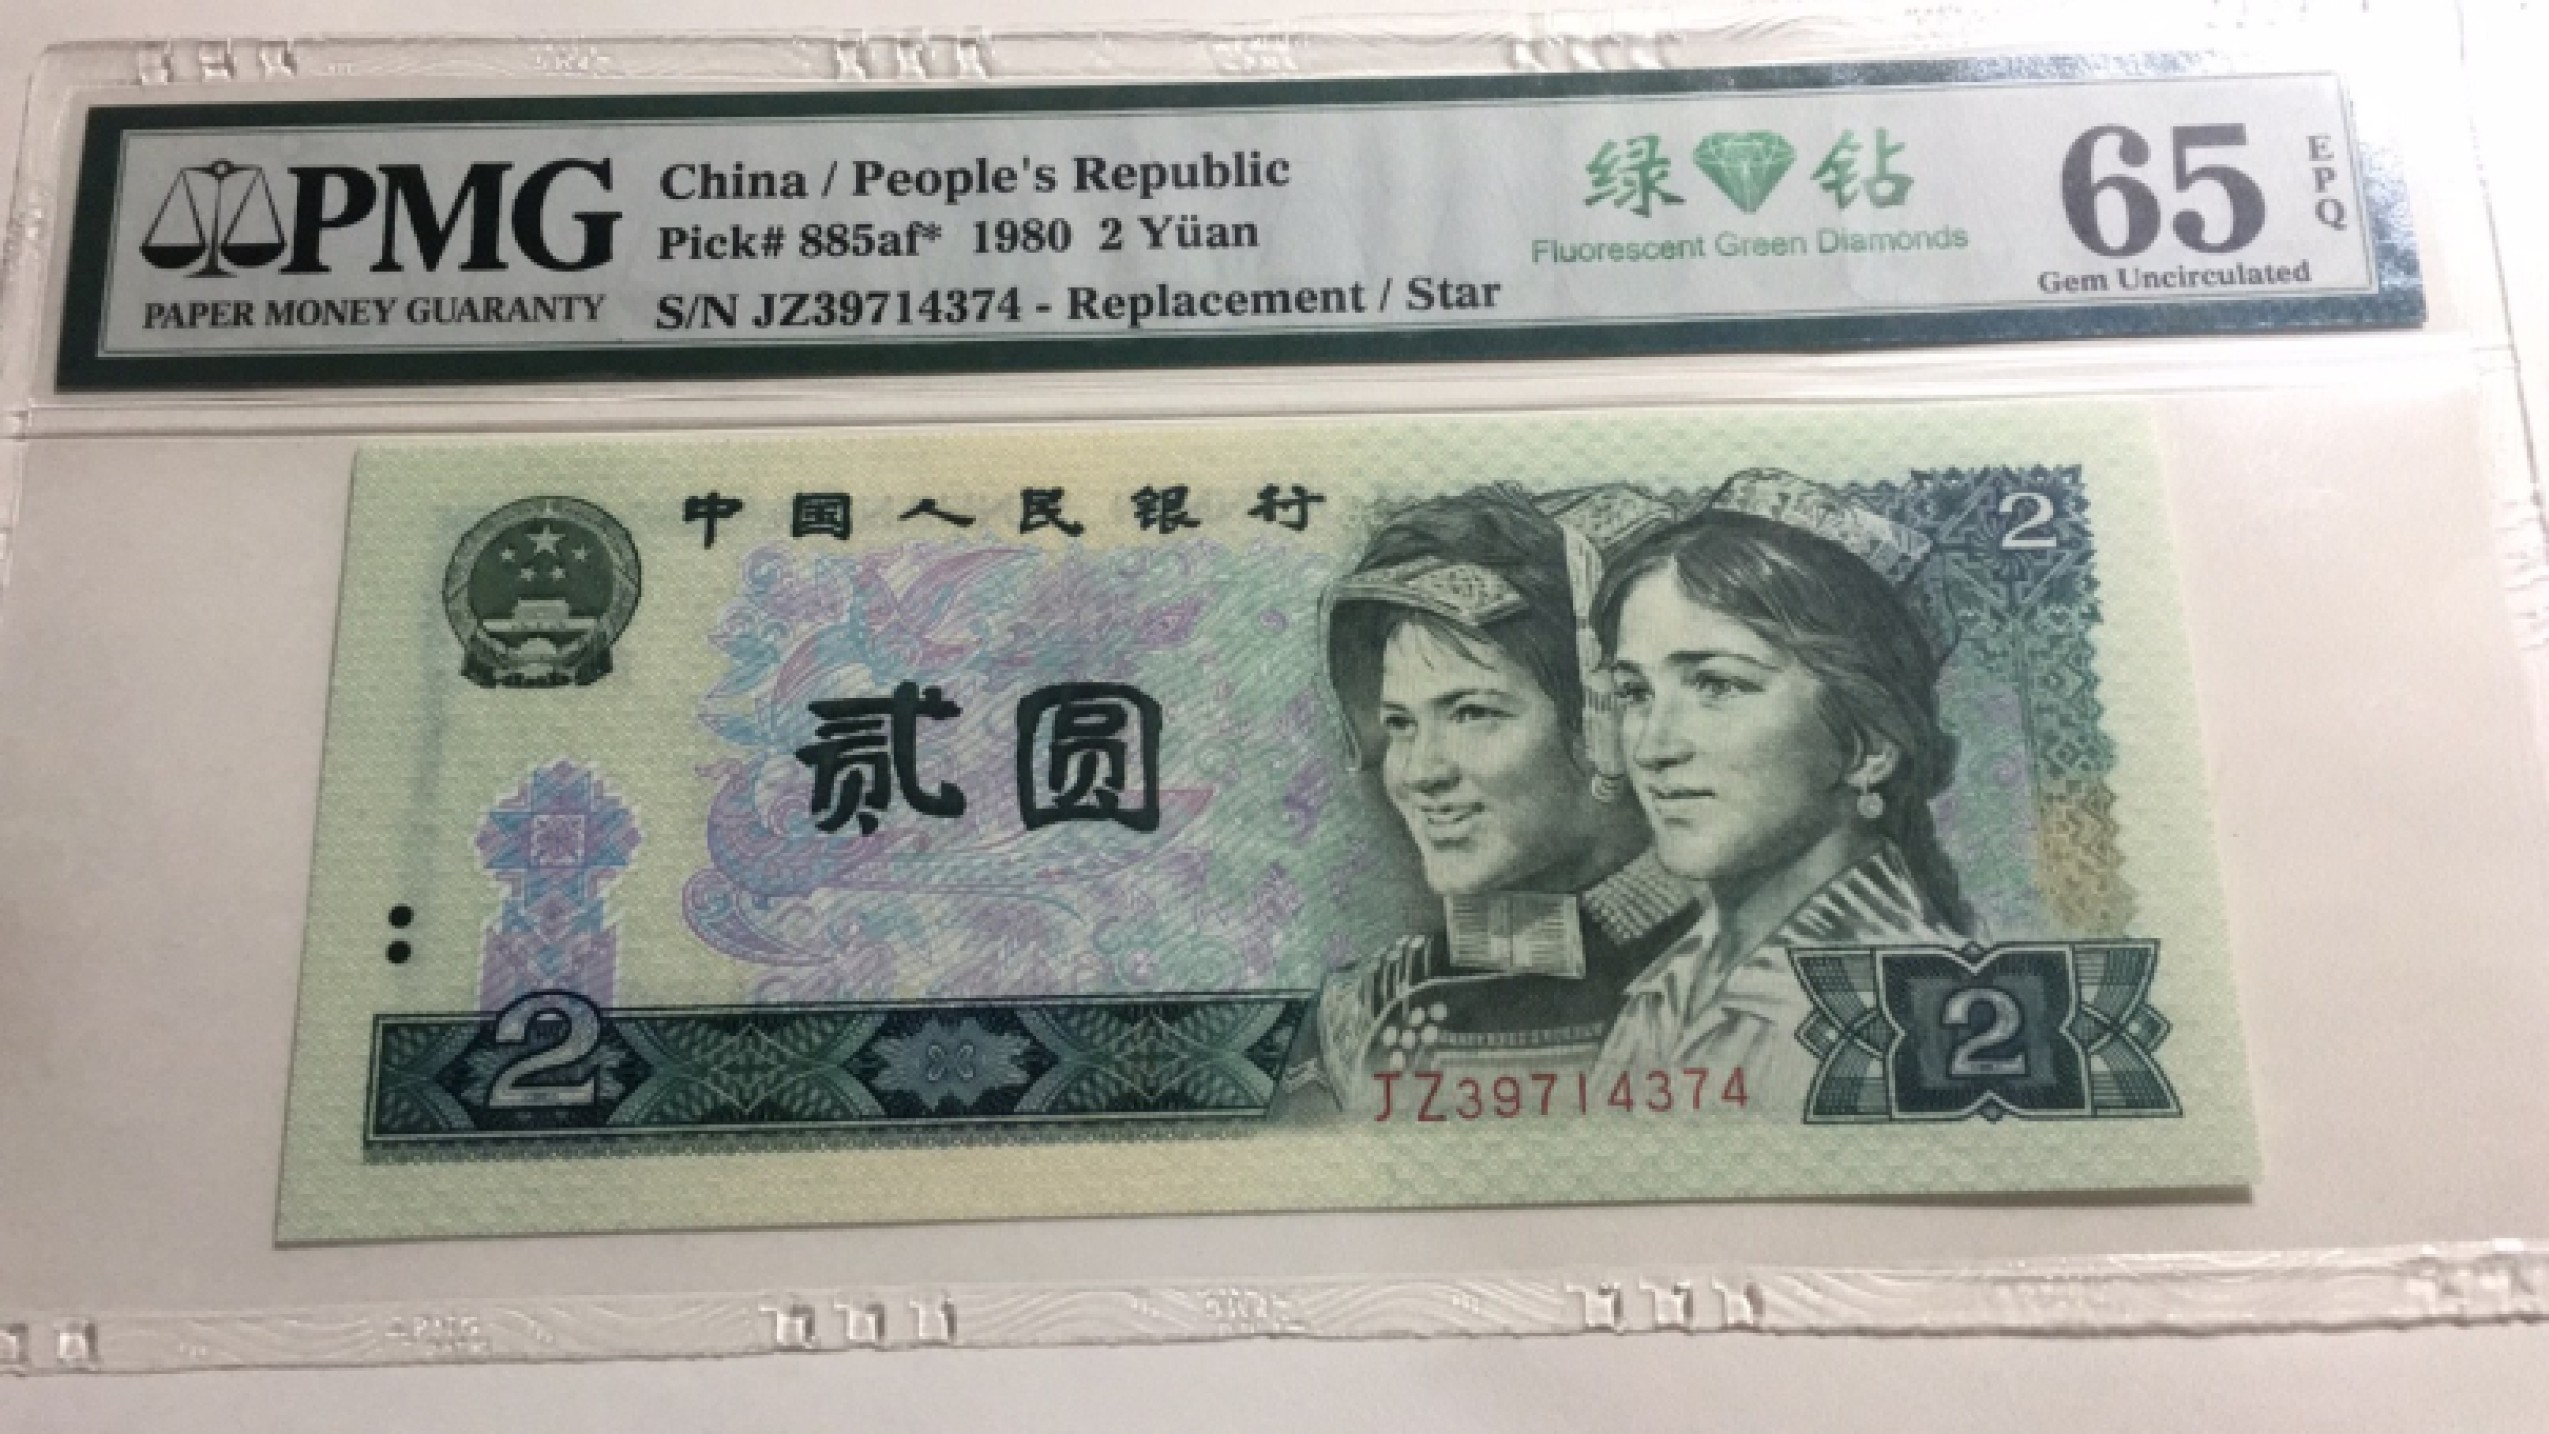 PMG
PAPER MONEY GUARANTY
China / People's Republic
Pick# 885af* 1980 2 Yüan
S/N JZ39714374 - Replacement / Star
绿 钻
Fluorescent Green Diamonds
65
EPQ
Gem Uncirculated
中国人民银行
2
贰圆
2
2
JZ39714374
PMG